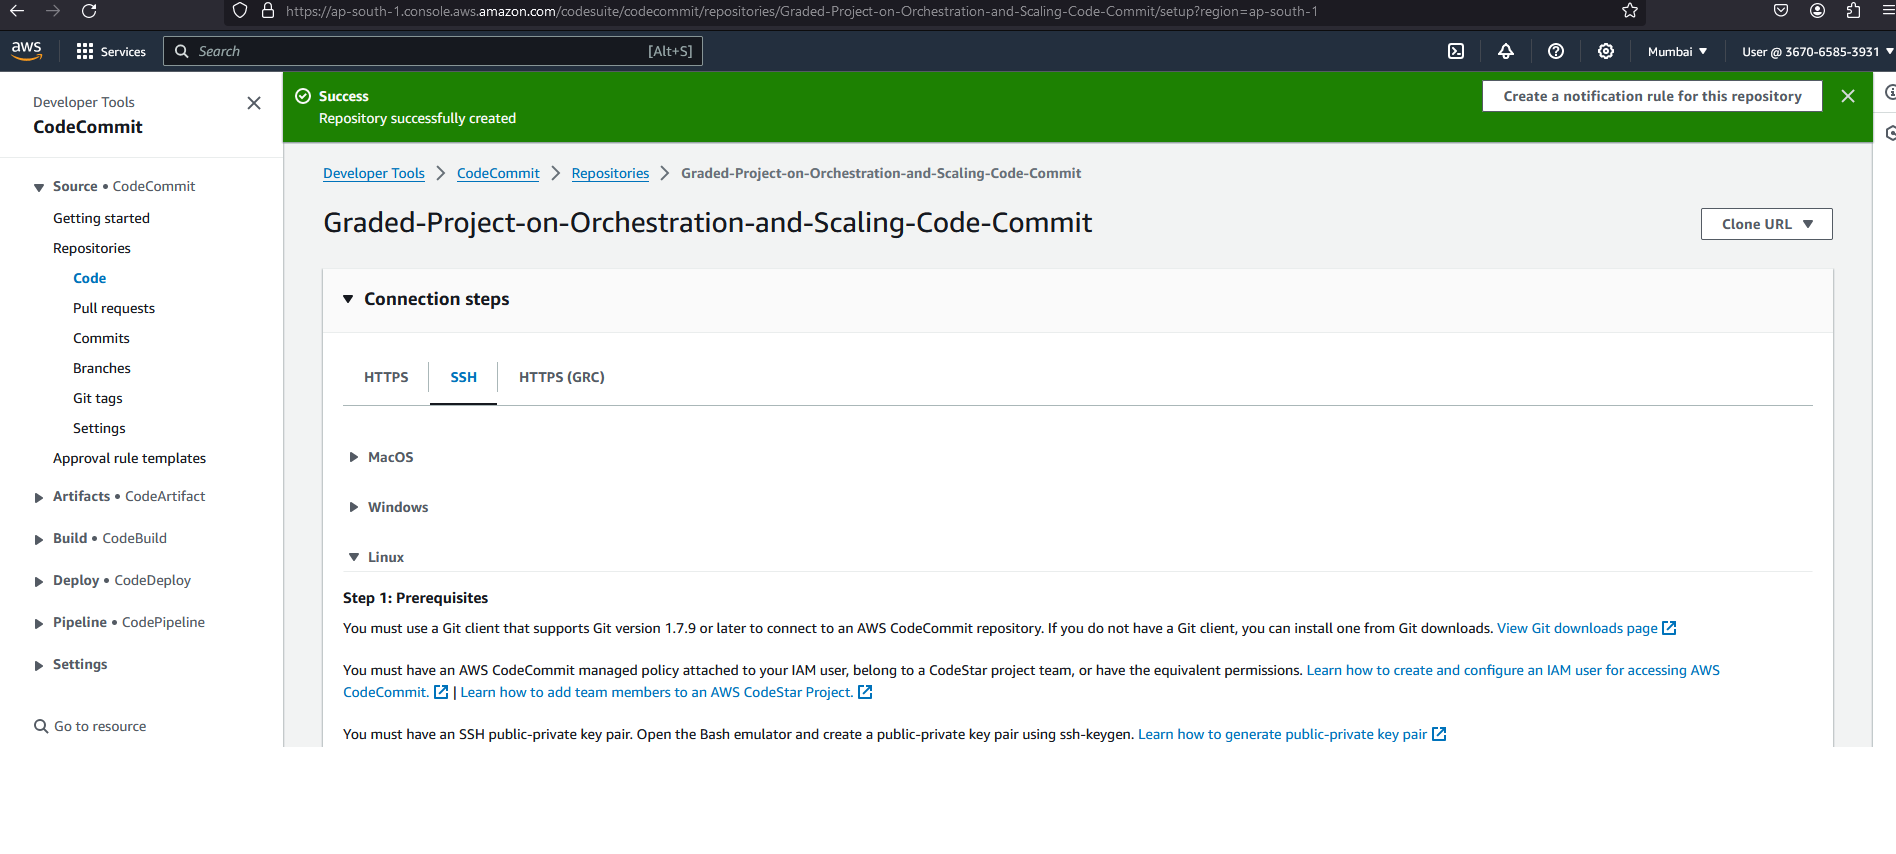 https://ap-south-1.console.aws.amazon.com/codesuite/codecommit/repositories/Graded-Project-on-Orchestration-and-Scaling-Code-Commit/setup?region=ap-south-1
aws
Services
Search
[Alt+S]
Mumbai
User @ 3670-6585-3931
Developer Tools
CodeCommit
Source • CodeCommit
Getting started
Repositories
Code
Pull requests
Commits
Branches
Git tags
Settings
Approval rule templates
Artifacts • CodeArtifact
Build • CodeBuild
Deploy • CodeDeploy
Pipeline • CodePipeline
Settings
Go to resource
Success
Repository successfully created
Create a notification rule for this repository
Developer Tools > CodeCommit > Repositories > Graded-Project-on-Orchestration-and-Scaling-Code-Commit
Graded-Project-on-Orchestration-and-Scaling-Code-Commit
Clone URL
Connection steps
HTTPS
SSH
HTTPS (GRC)
MacOS
Windows
Linux
Step 1: Prerequisites
You must use a Git client that supports Git version 1.7.9 or later to connect to an AWS CodeCommit repository. If you do not have a Git client, you can install one from Git downloads. View Git downloads page
You must have an AWS CodeCommit managed policy attached to your IAM user, belong to a CodeStar project team, or have the equivalent permissions. Learn how to create and configure an IAM user for accessing AWS
CodeCommit. | Learn how to add team members to an AWS CodeStar Project.
You must have an SSH public-private key pair. Open the Bash emulator and create a public-private key pair using ssh-keygen. Learn how to generate public-private key pair